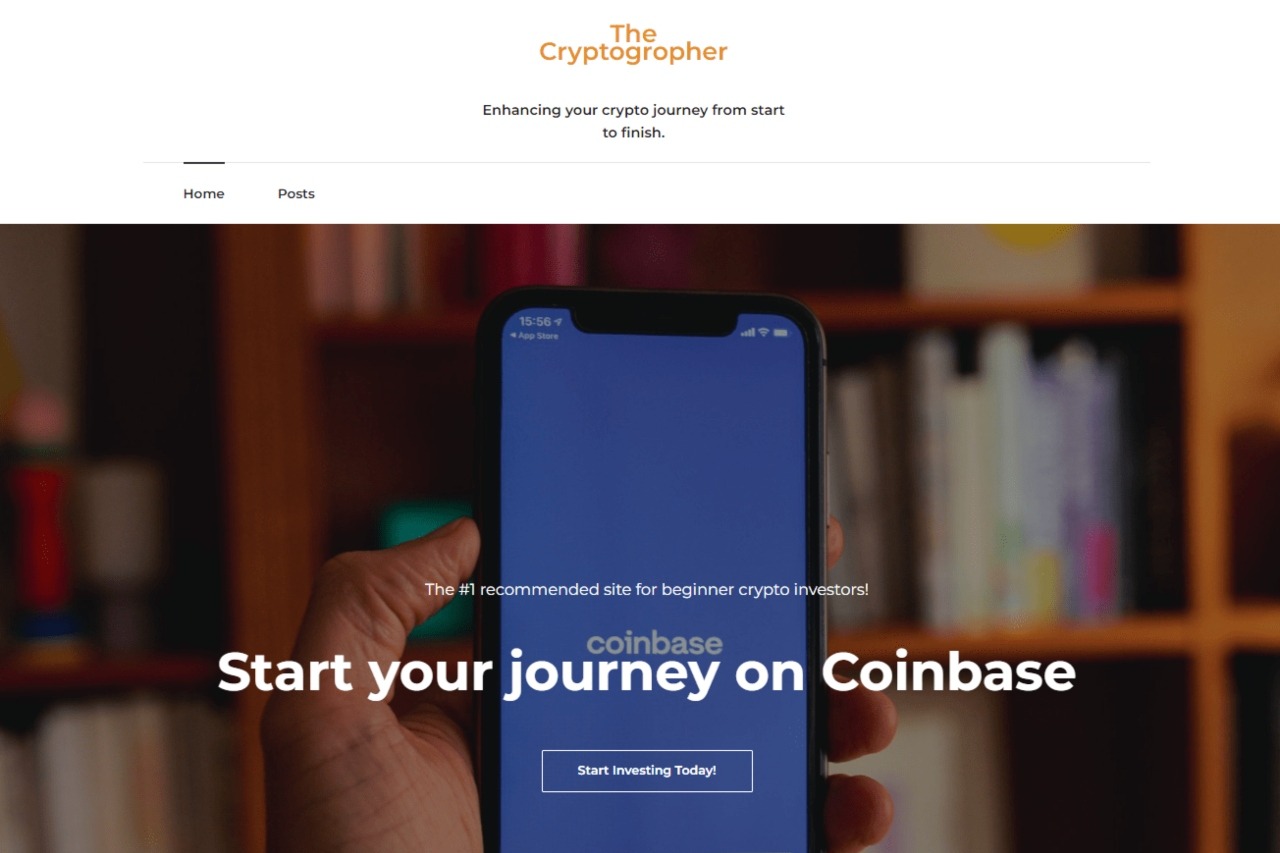 The
Cryptogropher
Enhancing your crypto journey from start
to finish.
Home
Posts
15:56
App Store
The #1 recommended site for beginner crypto investors!
coinbase
Start your journey on Coinbase
Start Investing Today!